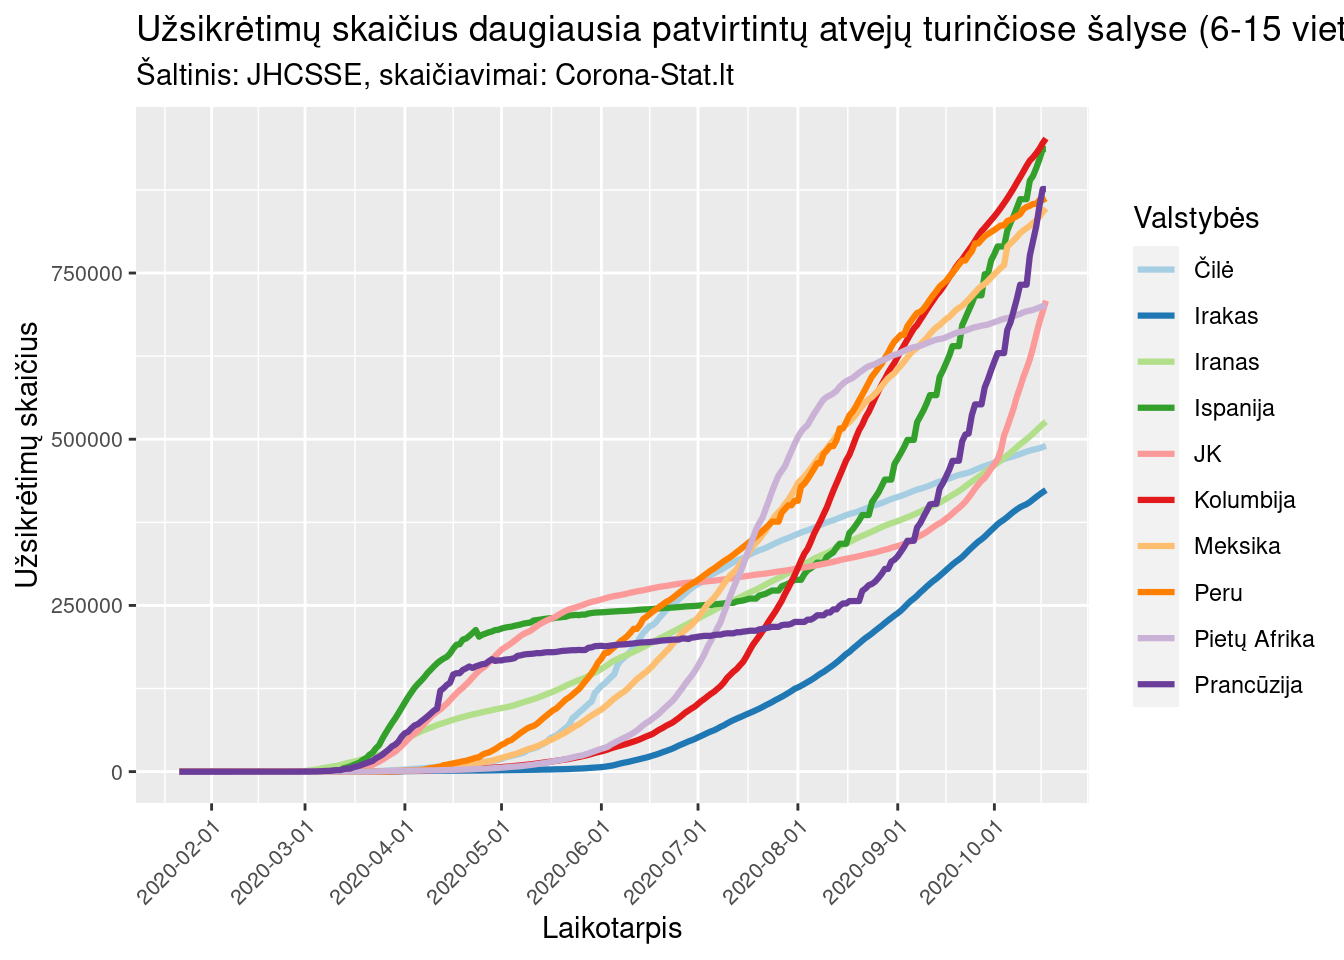 Užsikrėtimų skaičius daugiausia patvirtintų atvejų turinčiose šalyse (6-15 viet
Šaltinis: JHCSSE, skaičiavimai: Corona-Stat.lt
Užsikrėtimų skaičius
750000
500000
250000
0
2020-02-01
2020-03-01
2020-04-01
2020-05-01
2020-06-01
2020-07-01
2020-08-01
2020-09-01
2020-10-01
Laikotarpis
Valstybės
Čilė
Irakas
Iranas
Ispanija
JK
Kolumbija
Meksika
Peru
Pietų Afrika
Prancūzija